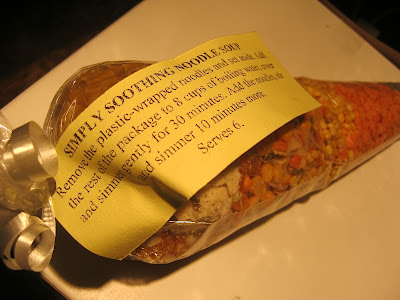 SIMPLY SOOTHING NOODLE SOUP
Remove the plastic-wrapped noodles and set aside. Add
the rest of the package to 8 cups of boiling water, cover
and simmer gently for 30 minutes. Add the noodles, stir
and simmer 10 minutes more.
Serves 6.